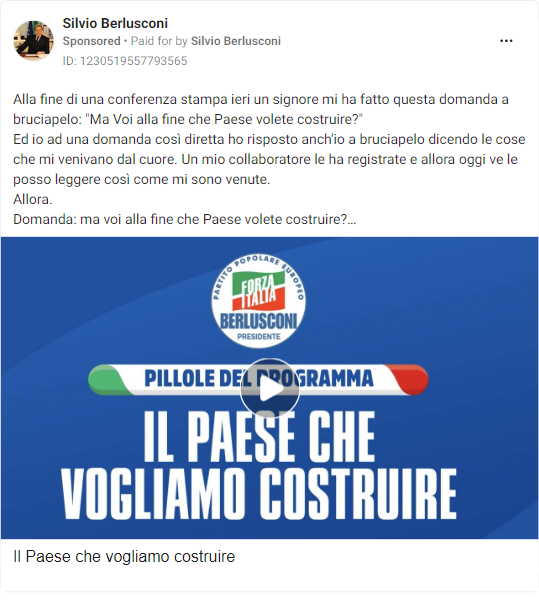 Silvio Berlusconi
Sponsored • Paid for by Silvio Berlusconi
ID: 1230519557793565
Alla fine di una conferenza stampa ieri un signore mi ha fatto questa domanda a
bruciapelo: "Ma Voi alla fine che Paese volete costruire?"
Ed io ad una domanda così diretta ho risposto anch'io a bruciapelo dicendo le cose
che mi venivano dal cuore. Un mio collaboratore le ha registrate e allora oggi ve le
posso leggere così come mi sono venute.
Allora.
Domanda: ma voi alla fine che Paese volete costruire?...
PARTITO POPOLARE EUROPEO
FORZA
ITALIA
BERLUSCONI
PRESIDENTE
PILLOLE DEL PROGRAMMA
IL PAESE CHE
VOGLIAMO COSTRUIRE
Il Paese che vogliamo costruire